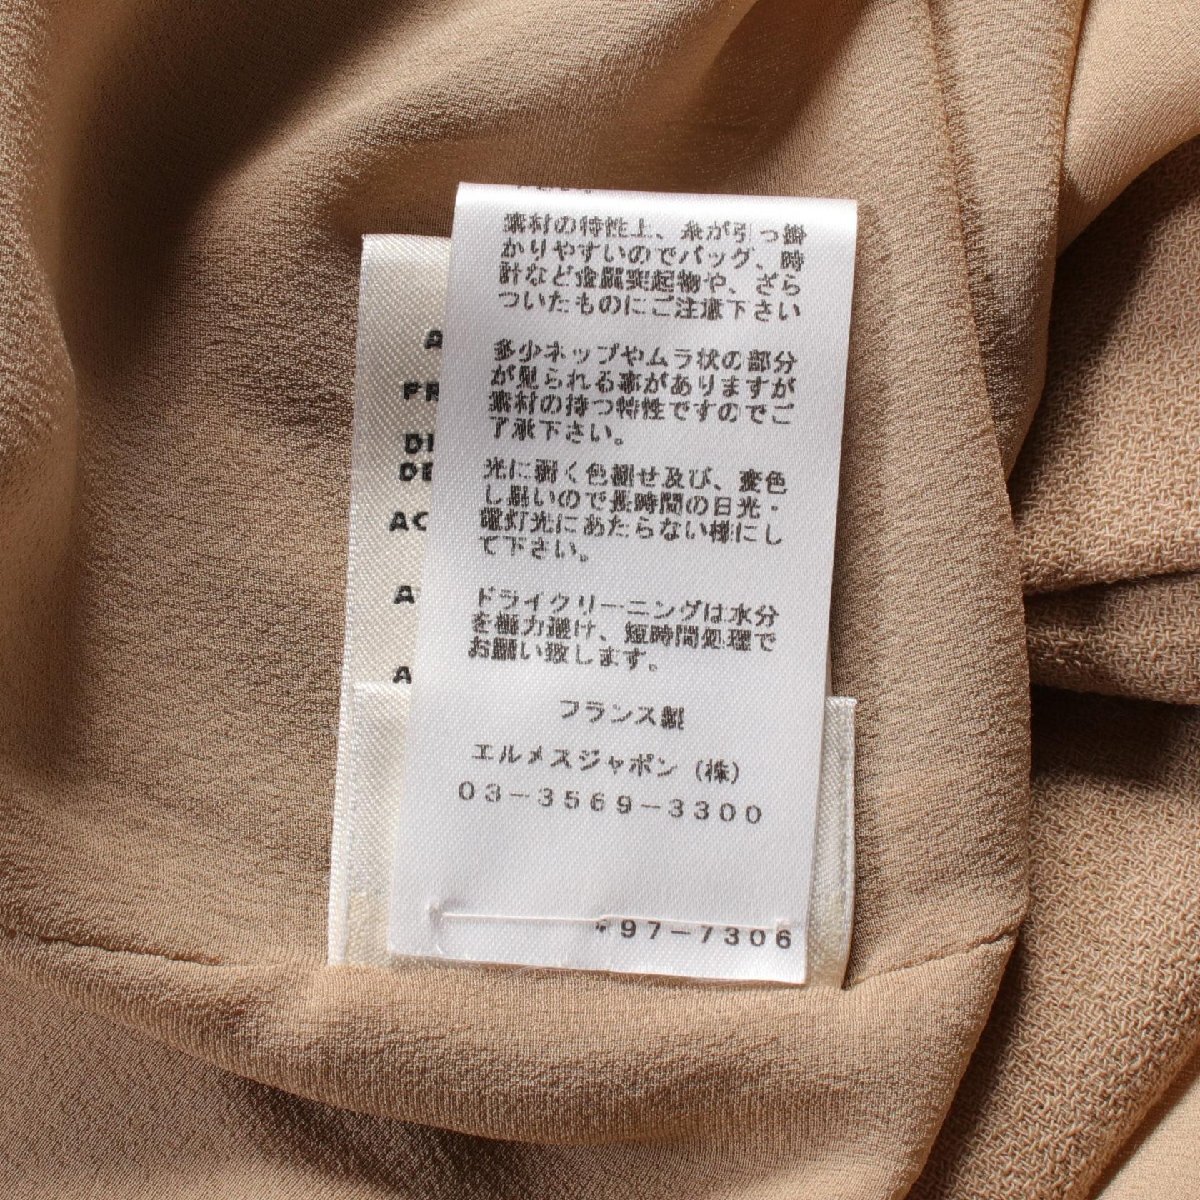 素材の特性上、糸が引っ掛
かりやすいのでバッグ、時
計など金属突起物や、ざら
ついたものにご注意下さい
多少ネップやムラ状の部分
が見られる事がありますが
素材の持つ特性ですのでご
了承下さい。
光に弱く色褪せ及び、変色
し易いので長時間の日光・
電灯光にあたらない様にし
て下さい。
ドライクリーニングは水分
を極力避け、短時間処理で
お願い致します。
フランス製
エルメスジャポン（株）
03-3569-3300
97-7306
A
FR
DI
DE
AC
A
A